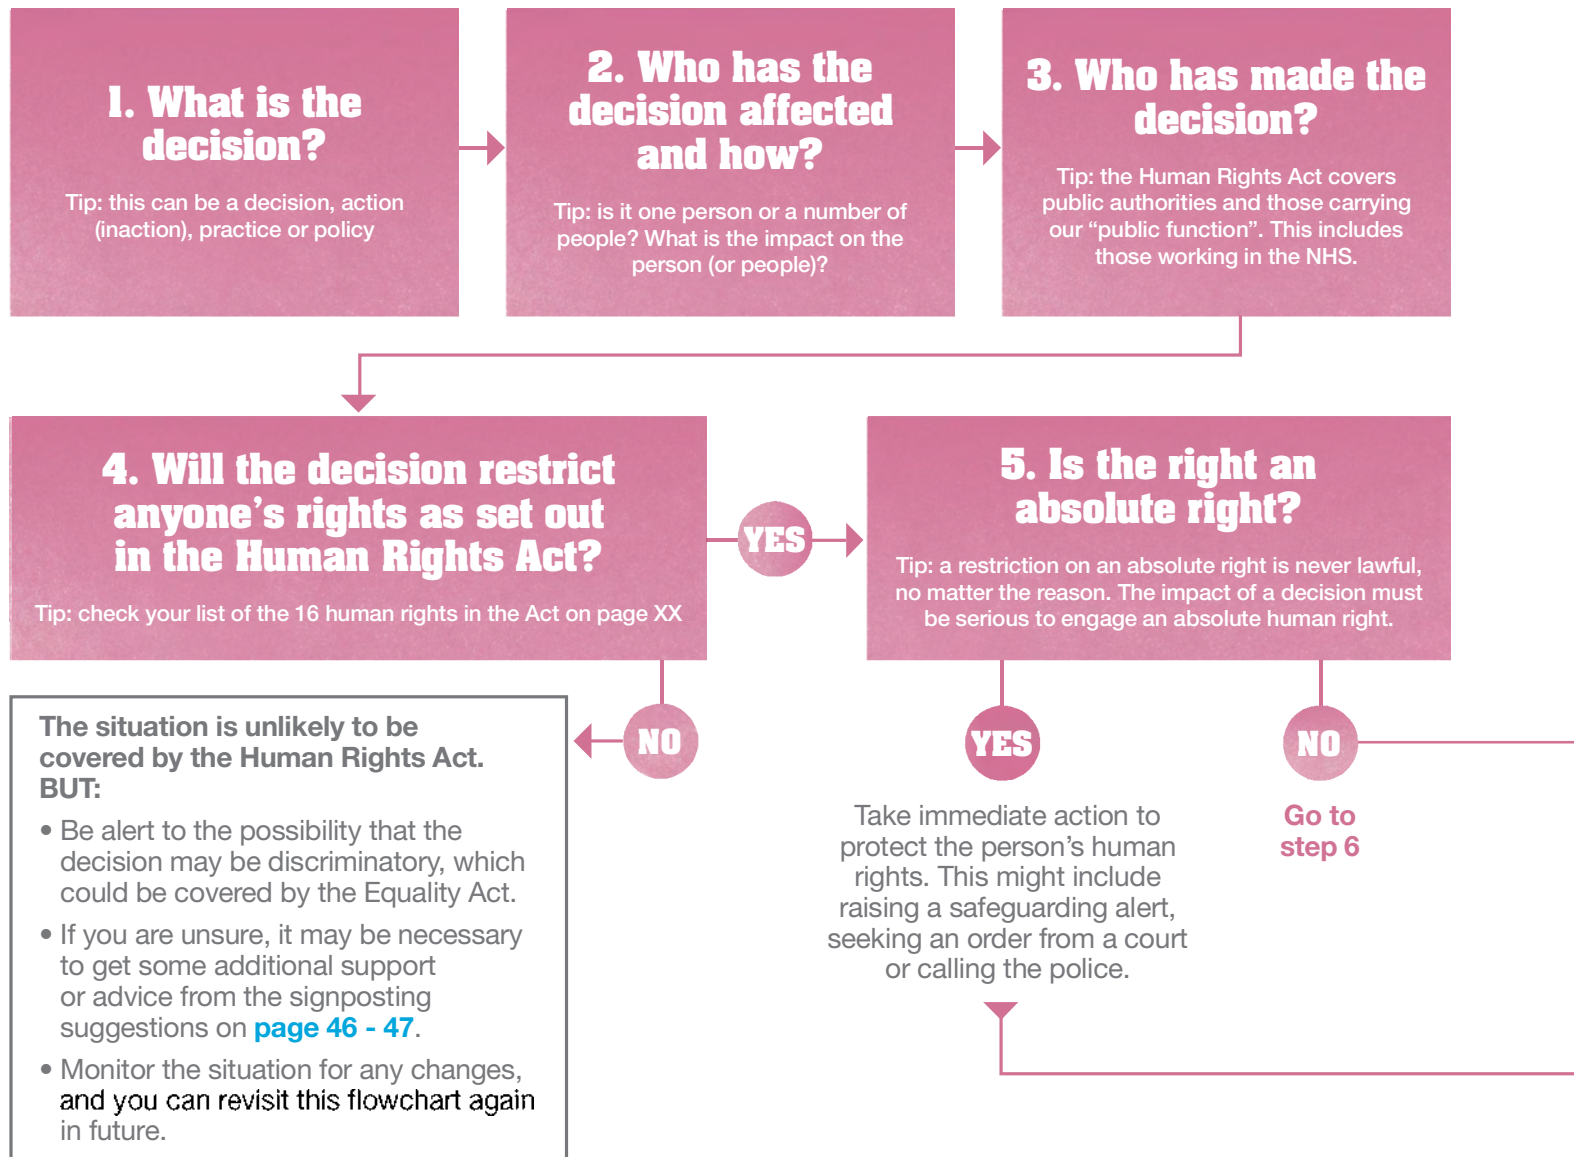 1. What is the
decision?
Tip: this can be a decision, action
(inaction), practice or policy
2. Who has the
decision affected
and how?
Tip: is it one person or a number of
people? What is the impact on the
person (or people)?
3. Who has made the
decision?
Tip: the Human Rights Act covers
public authorities and those carrying
our “public function”. This includes
those working in the NHS.
4. Will the decision restrict
anyone’s rights as set out
in the Human Rights Act?
Tip: check your list of the 16 human rights in the Act on page XX
YES
5. Is the right an
absolute right?
Tip: a restriction on an absolute right is never lawful,
no matter the reason. The impact of a decision must
be serious to engage an absolute human right.
NO
The situation is unlikely to be
covered by the Human Rights Act.
BUT:
• Be alert to the possibility that the
decision may be discriminatory, which
could be covered by the Equality Act.
• If you are unsure, it may be necessary
to get some additional support
or advice from the signposting
suggestions on page 46 - 47.
• Monitor the situation for any changes,
and you can revisit this flowchart again
in future.
YES
Take immediate action to
protect the person’s human
rights. This might include
raising a safeguarding alert,
seeking an order from a court
or calling the police.
NO
Go to
step 6